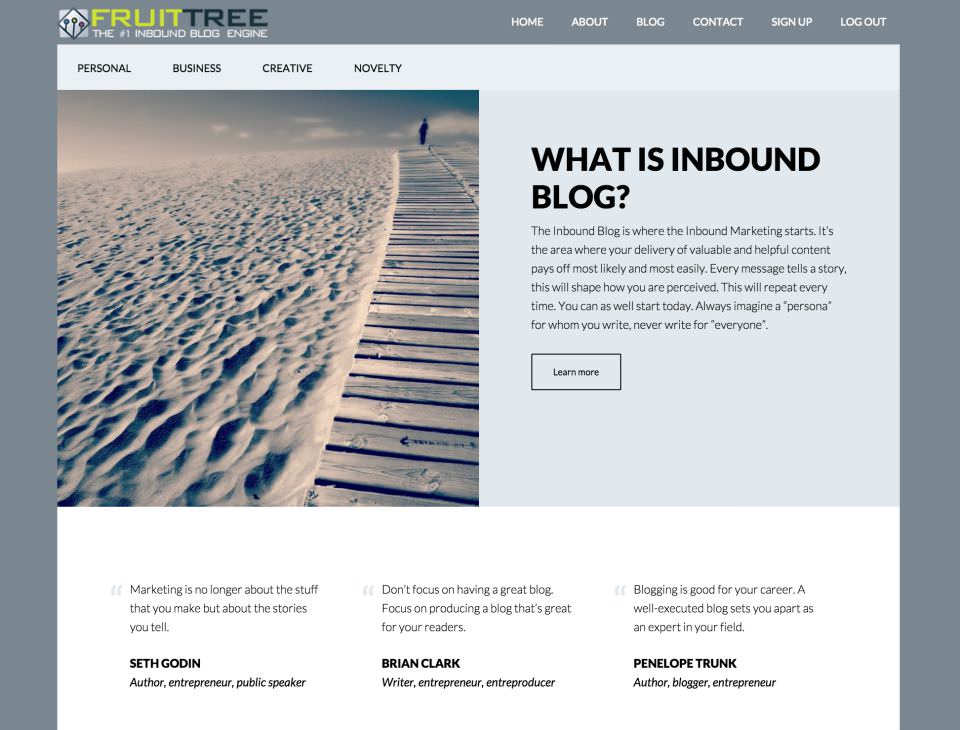 FRUITTREE
THE #1 INBOUND BLOG ENGINE
HOME ABOUT BLOG CONTACT SIGN UP LOG OUT
PERSONAL BUSINESS CREATIVE NOVELTY
WHAT IS INBOUND
BLOG?
The Inbound Blog is where the Inbound Marketing starts. It’s
the area where your delivery of valuable and helpful content
pays off most likely and most easily. Every message tells a story,
this will shape how you are perceived. This will repeat every
time. You can as well start today. Always imagine a “persona”
for whom you write, never write for “everyone”.
Learn more
“ Marketing is no longer about the stuff
that you make but about the stories
you tell.
SETH GODIN
Author, entrepreneur, public speaker
“ Don’t focus on having a great blog.
Focus on producing a blog that’s great
for your readers.
BRIAN CLARK
Writer, entrepreneur, entreproducer
“ Blogging is good for your career. A
well-executed blog sets you apart as
an expert in your field.
PENELOPE TRUNK
Author, blogger, entrepreneur